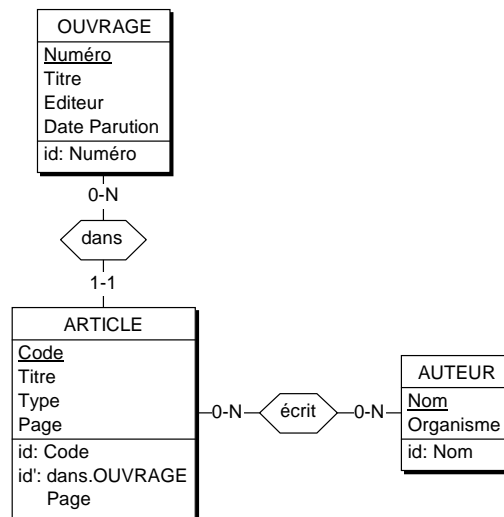 OUVRAGE
Numéro
Titre
Editeur
Date Parution
id: Numéro
0-N
dans
1-1
ARTICLE
Code
Titre
Type
Page
id: Code
id': dans.OUVRAGE
Page
0-N
écrit
0-N
AUTEUR
Nom
Organisme
id: Nom